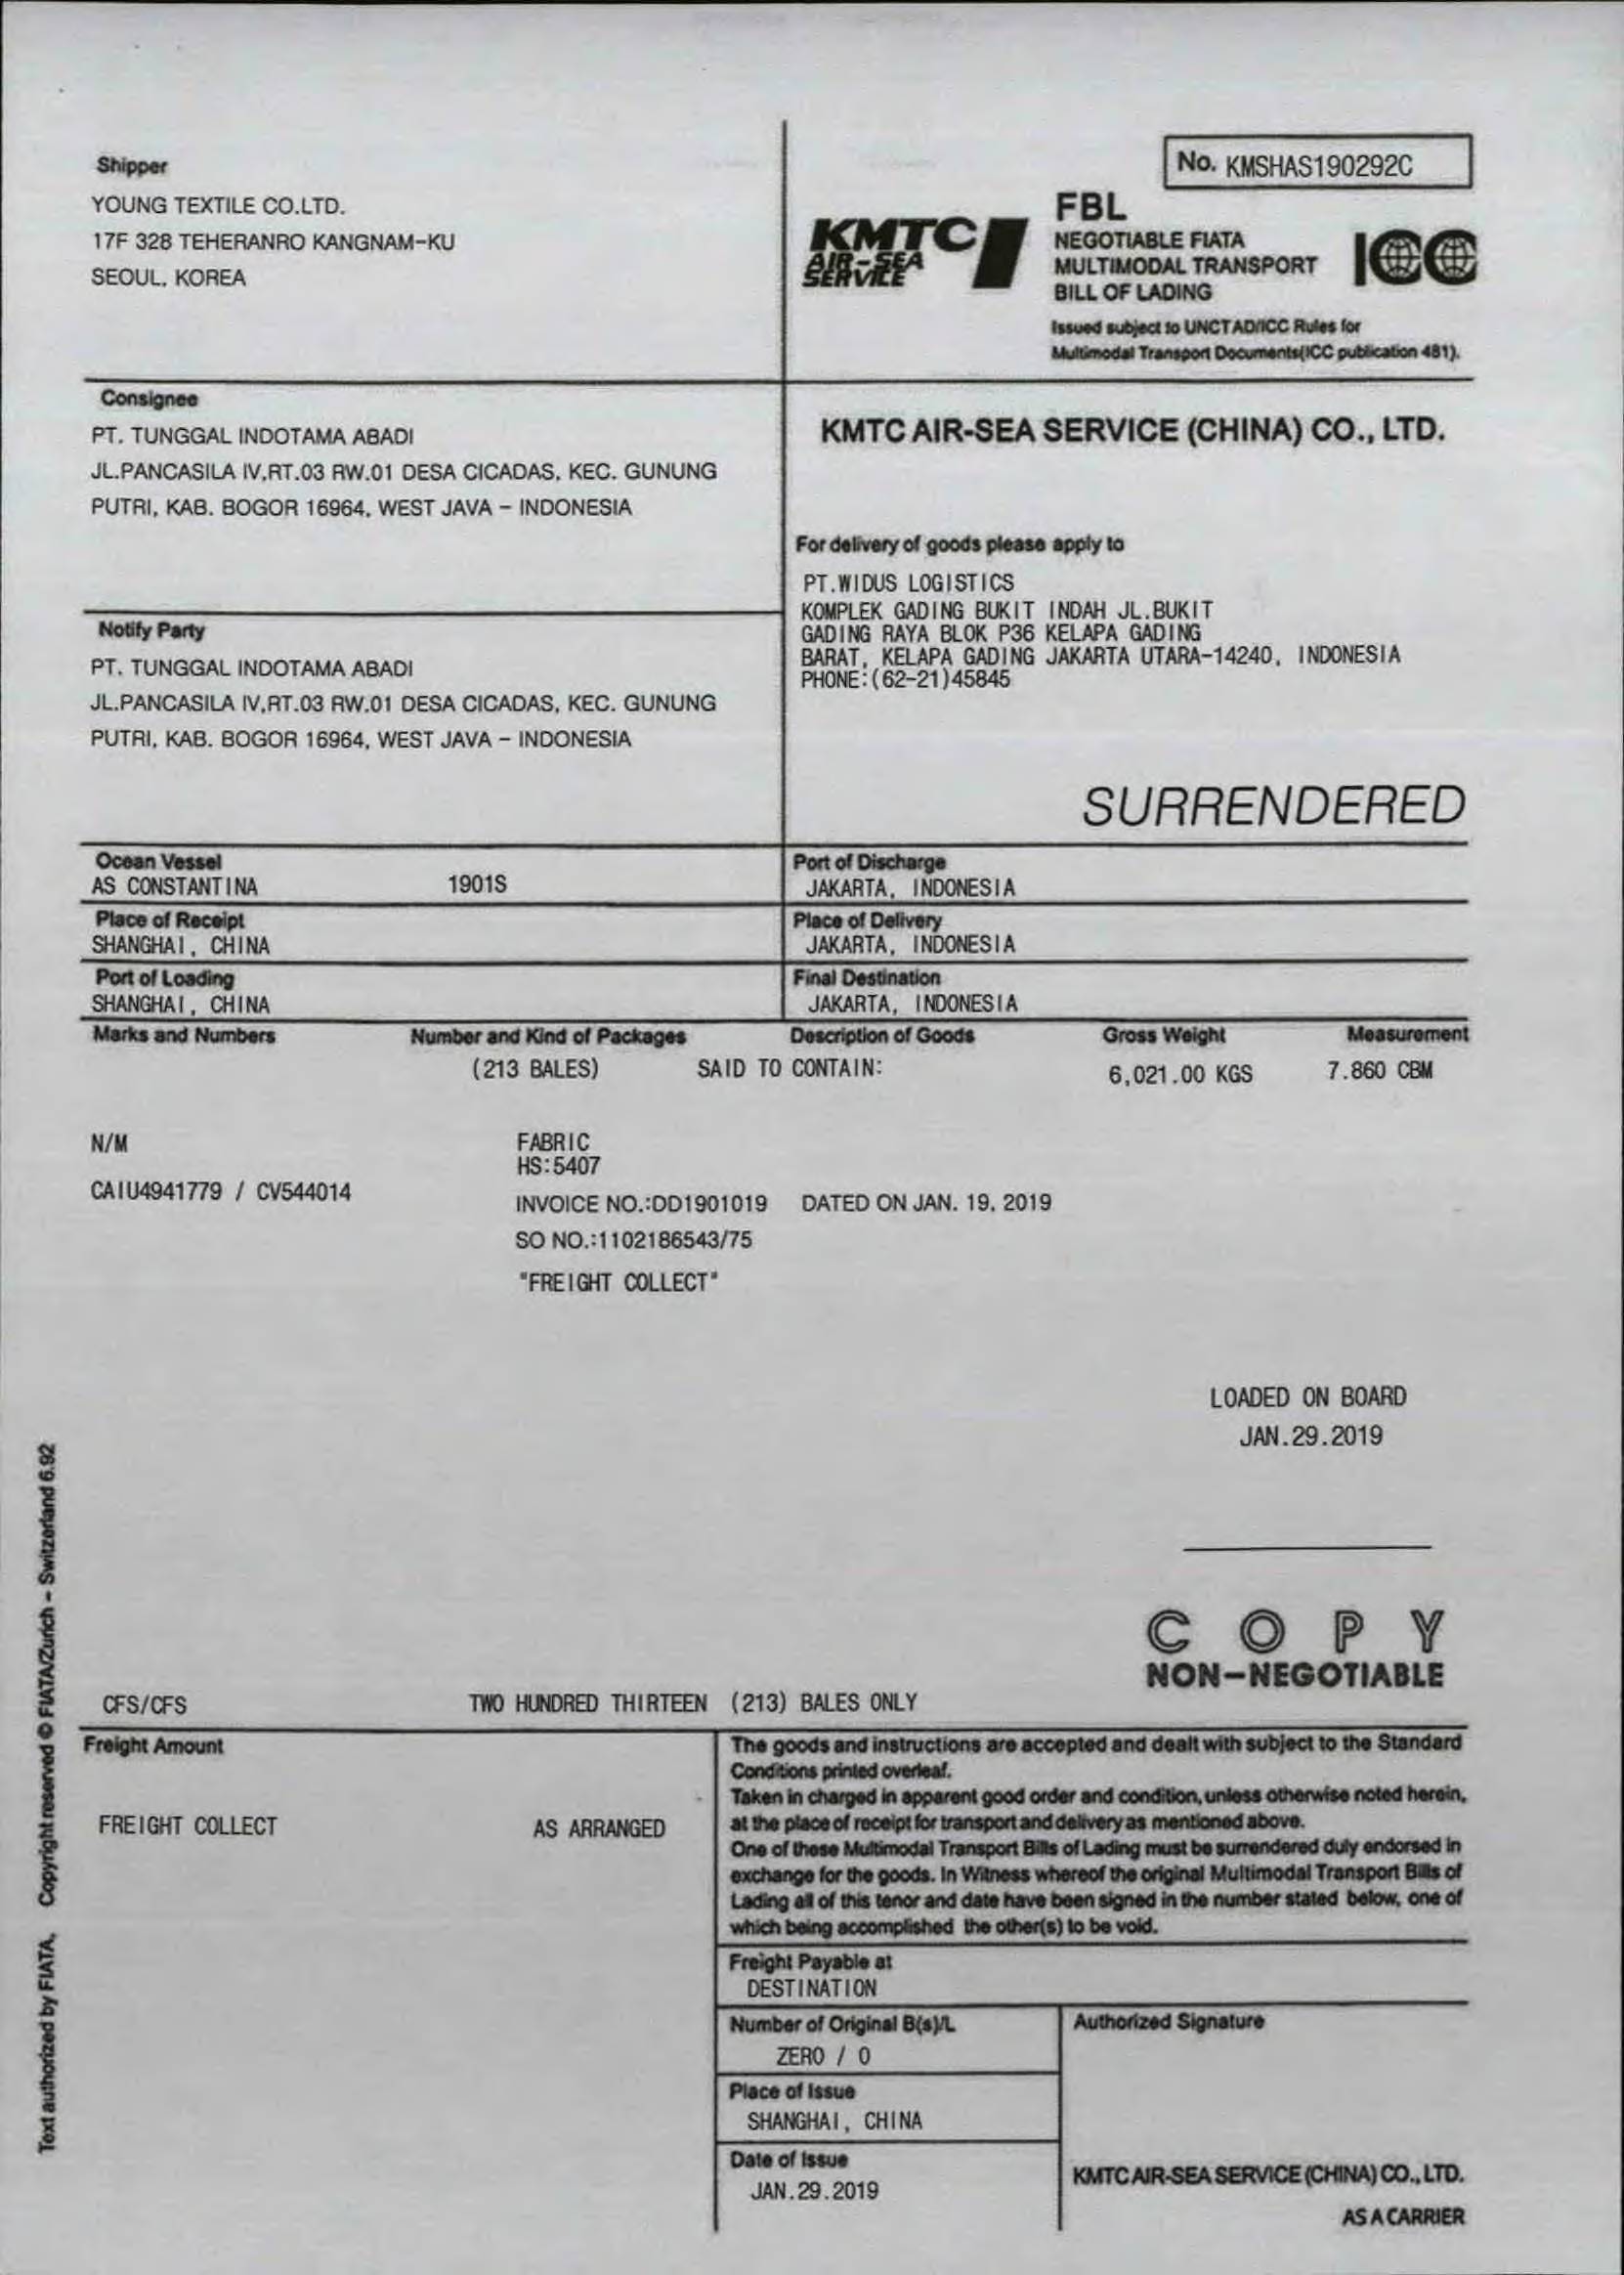 Shipper
YOUNG TEXTILE CO.LTD.
17F 328 TEHERANRO KANGNAM-KU
SEOUL, KOREA
No. KMSHAS190292C
KMTC
AIR-SEA
SERVICE
FBL
NEGOTIABLE FIATA
MULTIMODAL TRANSPORT
BILL OF LADING
ICC
Issued subject to UNCTAD/ICC Rules for
Multimodal Transport Documents(ICC publication 481).
Consignee
PT. TUNGGAL INDOTAMA ABADI
JL.PANCASILA IV,RT.03 RW.01 DESA CICADAS, KEC. GUNUNG
PUTRI, KAB. BOGOR 16964, WEST JAVA - INDONESIA
KMTC AIR-SEA SERVICE (CHINA) CO., LTD.
For delivery of goods please apply to
PT.WIDUS LOGISTICS
KOMPLEK GADING BUKIT INDAH JL.BUKIT
GADING RAYA BLOK P36 KELAPA GADING
BARAT, KELAPA GADING JAKARTA UTARA-14240, INDONESIA
PHONE:(62-21)45845
Notify Party
PT. TUNGGAL INDOTAMA ABADI
JL.PANCASILA IV,RT.03 RW.01 DESA CICADAS, KEC. GUNUNG
PUTRI, KAB. BOGOR 16964, WEST JAVA - INDONESIA
SURRENDERED
Ocean Vessel
AS CONSTANTINA 1901S
Port of Discharge
JAKARTA, INDONESIA
Place of Receipt
SHANGHAI, CHINA
Place of Delivery
JAKARTA, INDONESIA
Port of Loading
SHANGHAI, CHINA
Final Destination
JAKARTA, INDONESIA
Marks and Numbers Number and Kind of Packages Description of Goods Gross Weight Measurement
(213 BALES) SAID TO CONTAIN: 6,021.00 KGS 7.860 CBM
N/M FABRIC
HS:5407
CAIU4941779 / CV544014
INVOICE NO.:DD1901019 DATED ON JAN. 19, 2019
SO NO.:1102186543/75
"FREIGHT COLLECT"
LOADED ON BOARD
JAN.29.2019
COPY
NON-NEGOTIABLE
CFS/CFS TWO HUNDRED THIRTEEN (213) BALES ONLY
Freight Amount
FREIGHT COLLECT AS ARRANGED
The goods and instructions are accepted and dealt with subject to the Standard
Conditions printed overleaf.
Taken in charged in apparent good order and condition, unless otherwise noted herein,
at the place of receipt for transport and delivery as mentioned above.
One of these Multimodal Transport Bills of Lading must be surrendered duly endorsed in
exchange for the goods. In Witness whereof the original Multimodal Transport Bills of
Lading all of this tenor and date have been signed in the number stated below, one of
which being accomplished the other(s) to be void.
Freight Payable at
DESTINATION
Number of Original B(s)/L
ZERO / 0
Authorized Signature
Place of Issue
SHANGHAI, CHINA
Date of Issue
JAN.29.2019
KMTC AIR-SEA SERVICE (CHINA) CO., LTD.
AS A CARRIER
Text authorized by FIATA. Copyright reserved © FIATA/Zurich - Switzerland 6.92